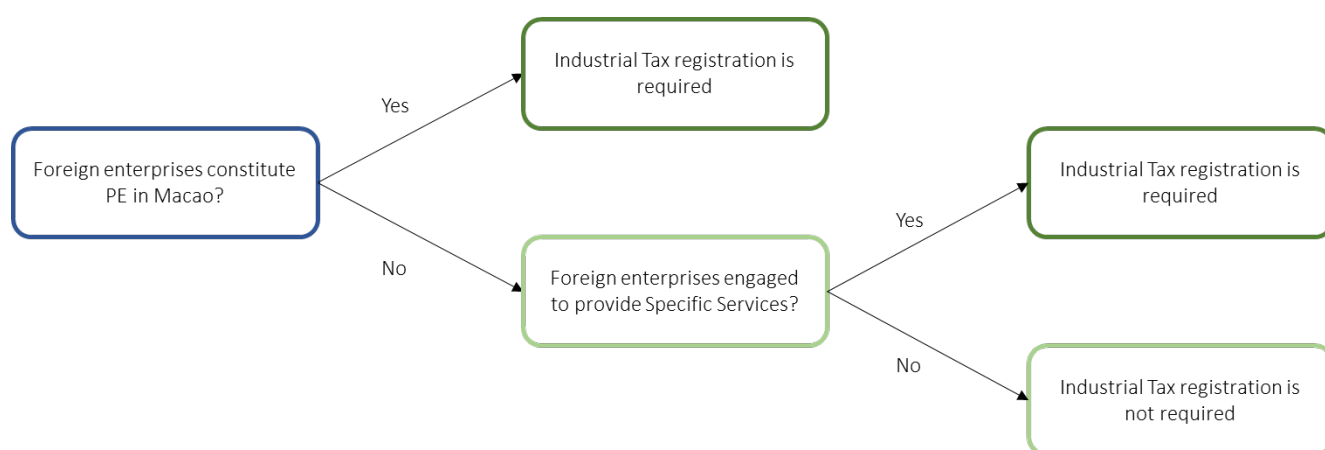 Industrial Tax registration is
required
Yes
Foreign enterprises constitute
PE in Macao?
Industrial Tax registration is
required
Yes
No
Foreign enterprises engaged
to provide Specific Services?
No
Industrial Tax registration is
not required